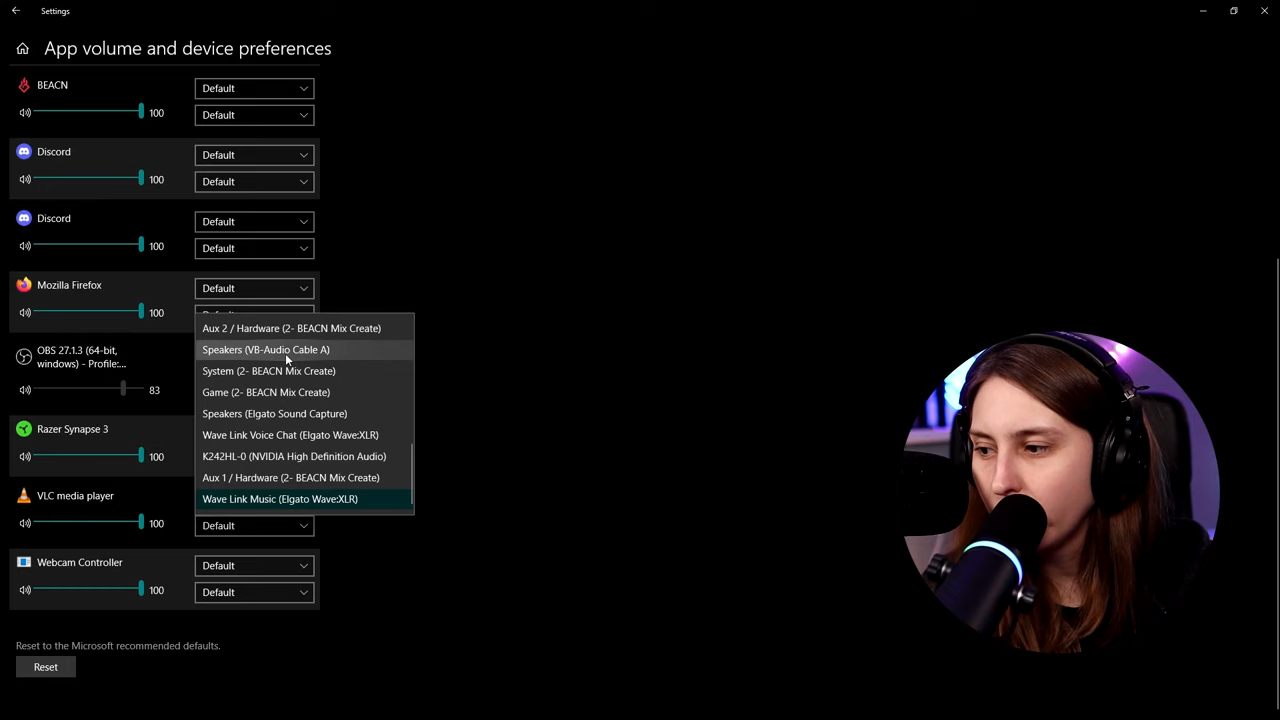 Settings
App volume and device preferences
BEACN
Default
100
Default
Discord
Default
100
Default
Discord
Default
100
Default
Mozilla Firefox
Default
100
OBS 27.1.3 (64-bit,
windows) - Profile:...
83
Razer Synapse 3
100
VLC media player
100
Default
Aux 2 / Hardware (2- BEACN Mix Create)
Speakers (VB-Audio Cable A)
System (2- BEACN Mix Create)
Game (2- BEACN Mix Create)
Speakers (Elgato Sound Capture)
Wave Link Voice Chat (Elgato Wave:XLR)
K242HL-0 (NVIDIA High Definition Audio)
Aux 1 / Hardware (2- BEACN Mix Create)
Wave Link Music (Elgato Wave:XLR)
Webcam Controller
Default
100
Default
Reset to the Microsoft recommended defaults.
Reset